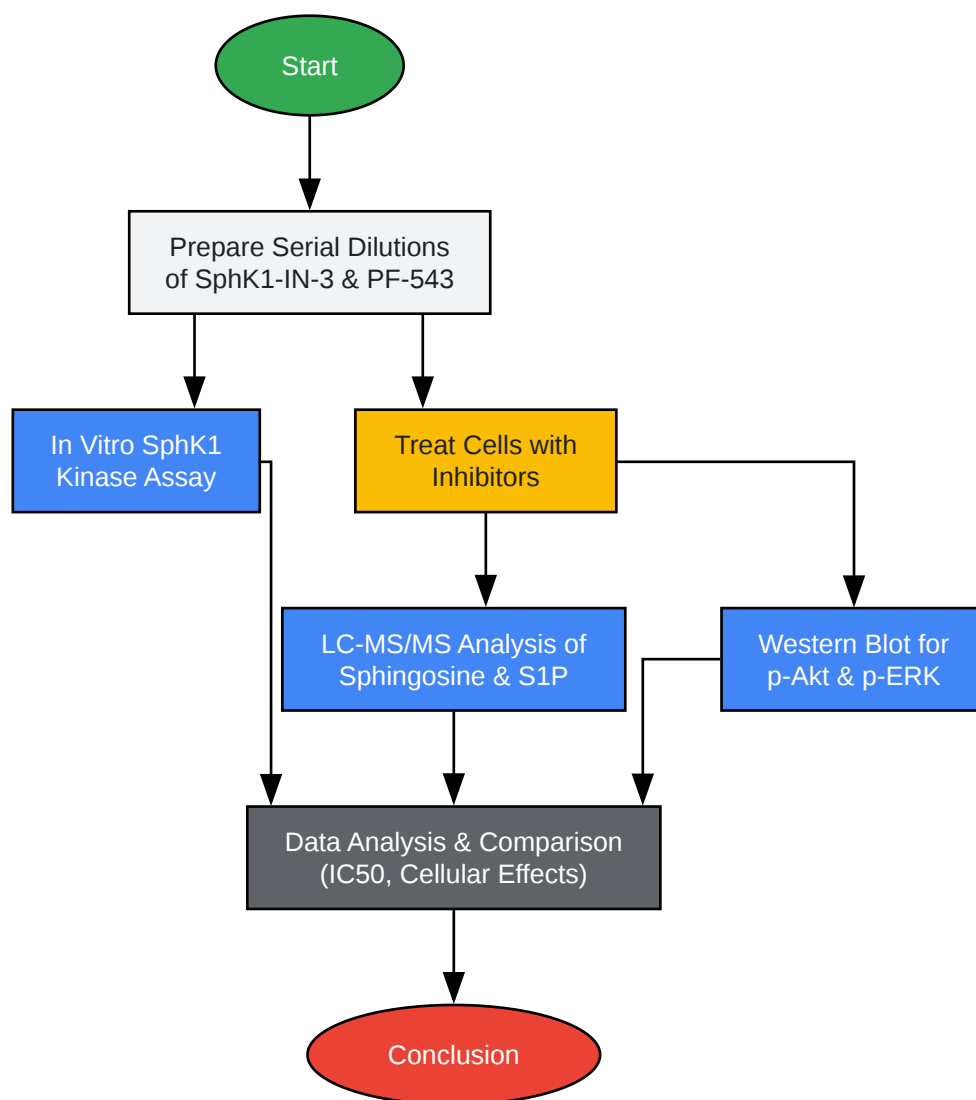 Start
Prepare Serial Dilutions
of SphK1-IN-3 & PF-543
In Vitro SphK1
Kinase Assay
Treat Cells with
Inhibitors
LC-MS/MS Analysis of
Sphingosine & S1P
Western Blot for
p-Akt & p-ERK
Data Analysis & Comparison
(IC50, Cellular Effects)
Conclusion